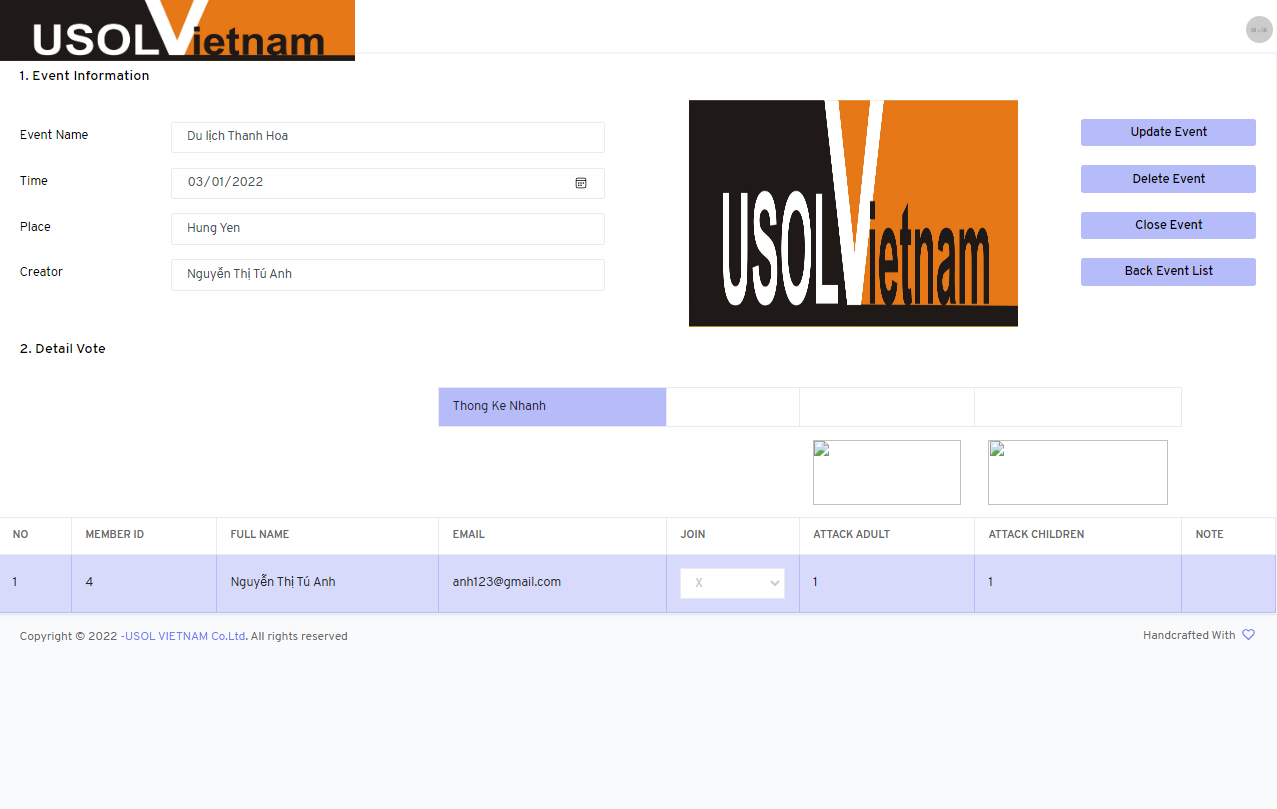 USOLVietnam
1. Event Information
Event Name
Du lịch Thanh Hoa
Time
03/01/2022
Place
Hung Yen
Creator
Nguyễn Thị Tú Anh
USOLVietnam
Update Event
Delete Event
Close Event
Back Event List
2. Detail Vote
Thong Ke Nhanh
NO MEMBER ID FULL NAME EMAIL JOIN ATTACK ADULT ATTACK CHILDREN NOTE
1 4 Nguyễn Thị Tú Anh anh123@gmail.com X 1 1
Copyright © 2022 -USOL VIETNAM Co.Ltd. All rights reserved
Handcrafted With